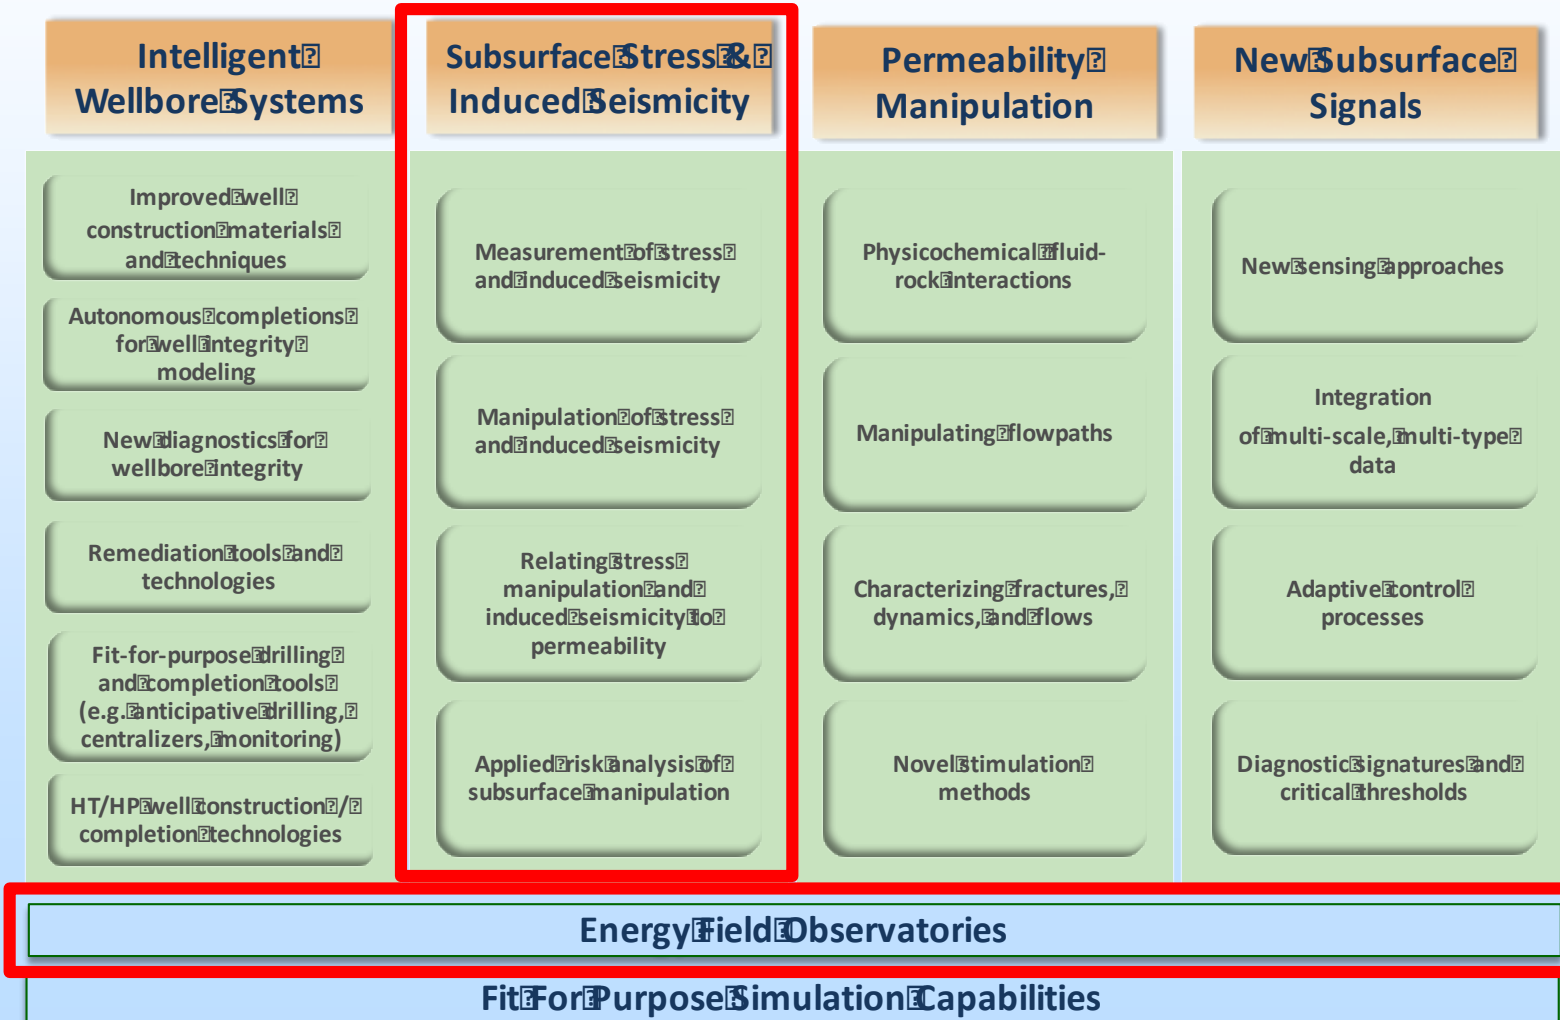 Intelligent
Wellbore Systems
Improved well
construction materials
and techniques
Autonomous completions
for well integrity
modeling
New diagnostics for
wellbore integrity
Remediation tools and
technologies
Fit-for-purpose drilling
and completion tools
(e.g. anticipative drilling,
centralizers, monitoring)
HT/HP well construction /
completion technologies
Subsurface Stress &
Induced Seismicity
Measurement of stress
and induced seismicity
Manipulation of stress
and induced seismicity
Relating stress
manipulation and
induced seismicity to
permeability
Applied risk analysis of
subsurface manipulation
Permeability
Manipulation
Physicochemical fluid-
rock interactions
Manipulating flowpaths
Characterizing fractures,
dynamics, and flows
Novel stimulation
methods
New Subsurface
Signals
New sensing approaches
Integration
of multi-scale, multi-type
data
Adaptive control
processes
Diagnostic signatures and
critical thresholds
Energy Field Observatories
Fit For Purpose Simulation Capabilities